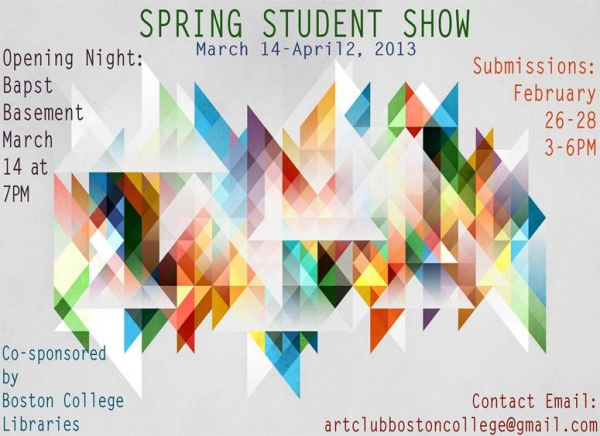 SPRING STUDENT SHOW
March 14-April2, 2013
Opening Night:
Bapst
Basement
March
14 at
7PM
Submissions:
February
26-28
3-6PM
Co-sponsored
by
Boston College
Libraries
Contact Email:
artclubbostoncollege@gmail.com